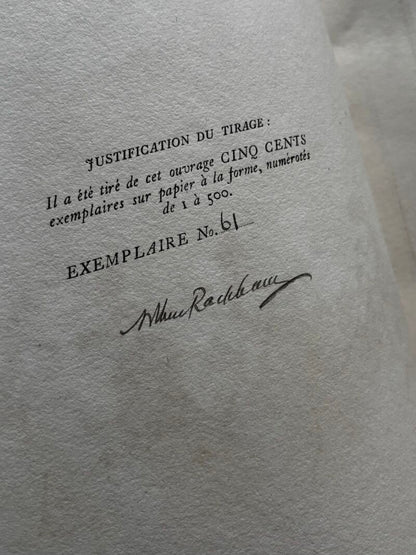 JUSTIFICATION DU TIRAGE :
Il a été tiré de cet ouvrage CINQ CENTS
exemplaires sur papier à la forme, numérotés
de 1 à 500.
EXEMPLAIRE No. 61
Arthur Rackham